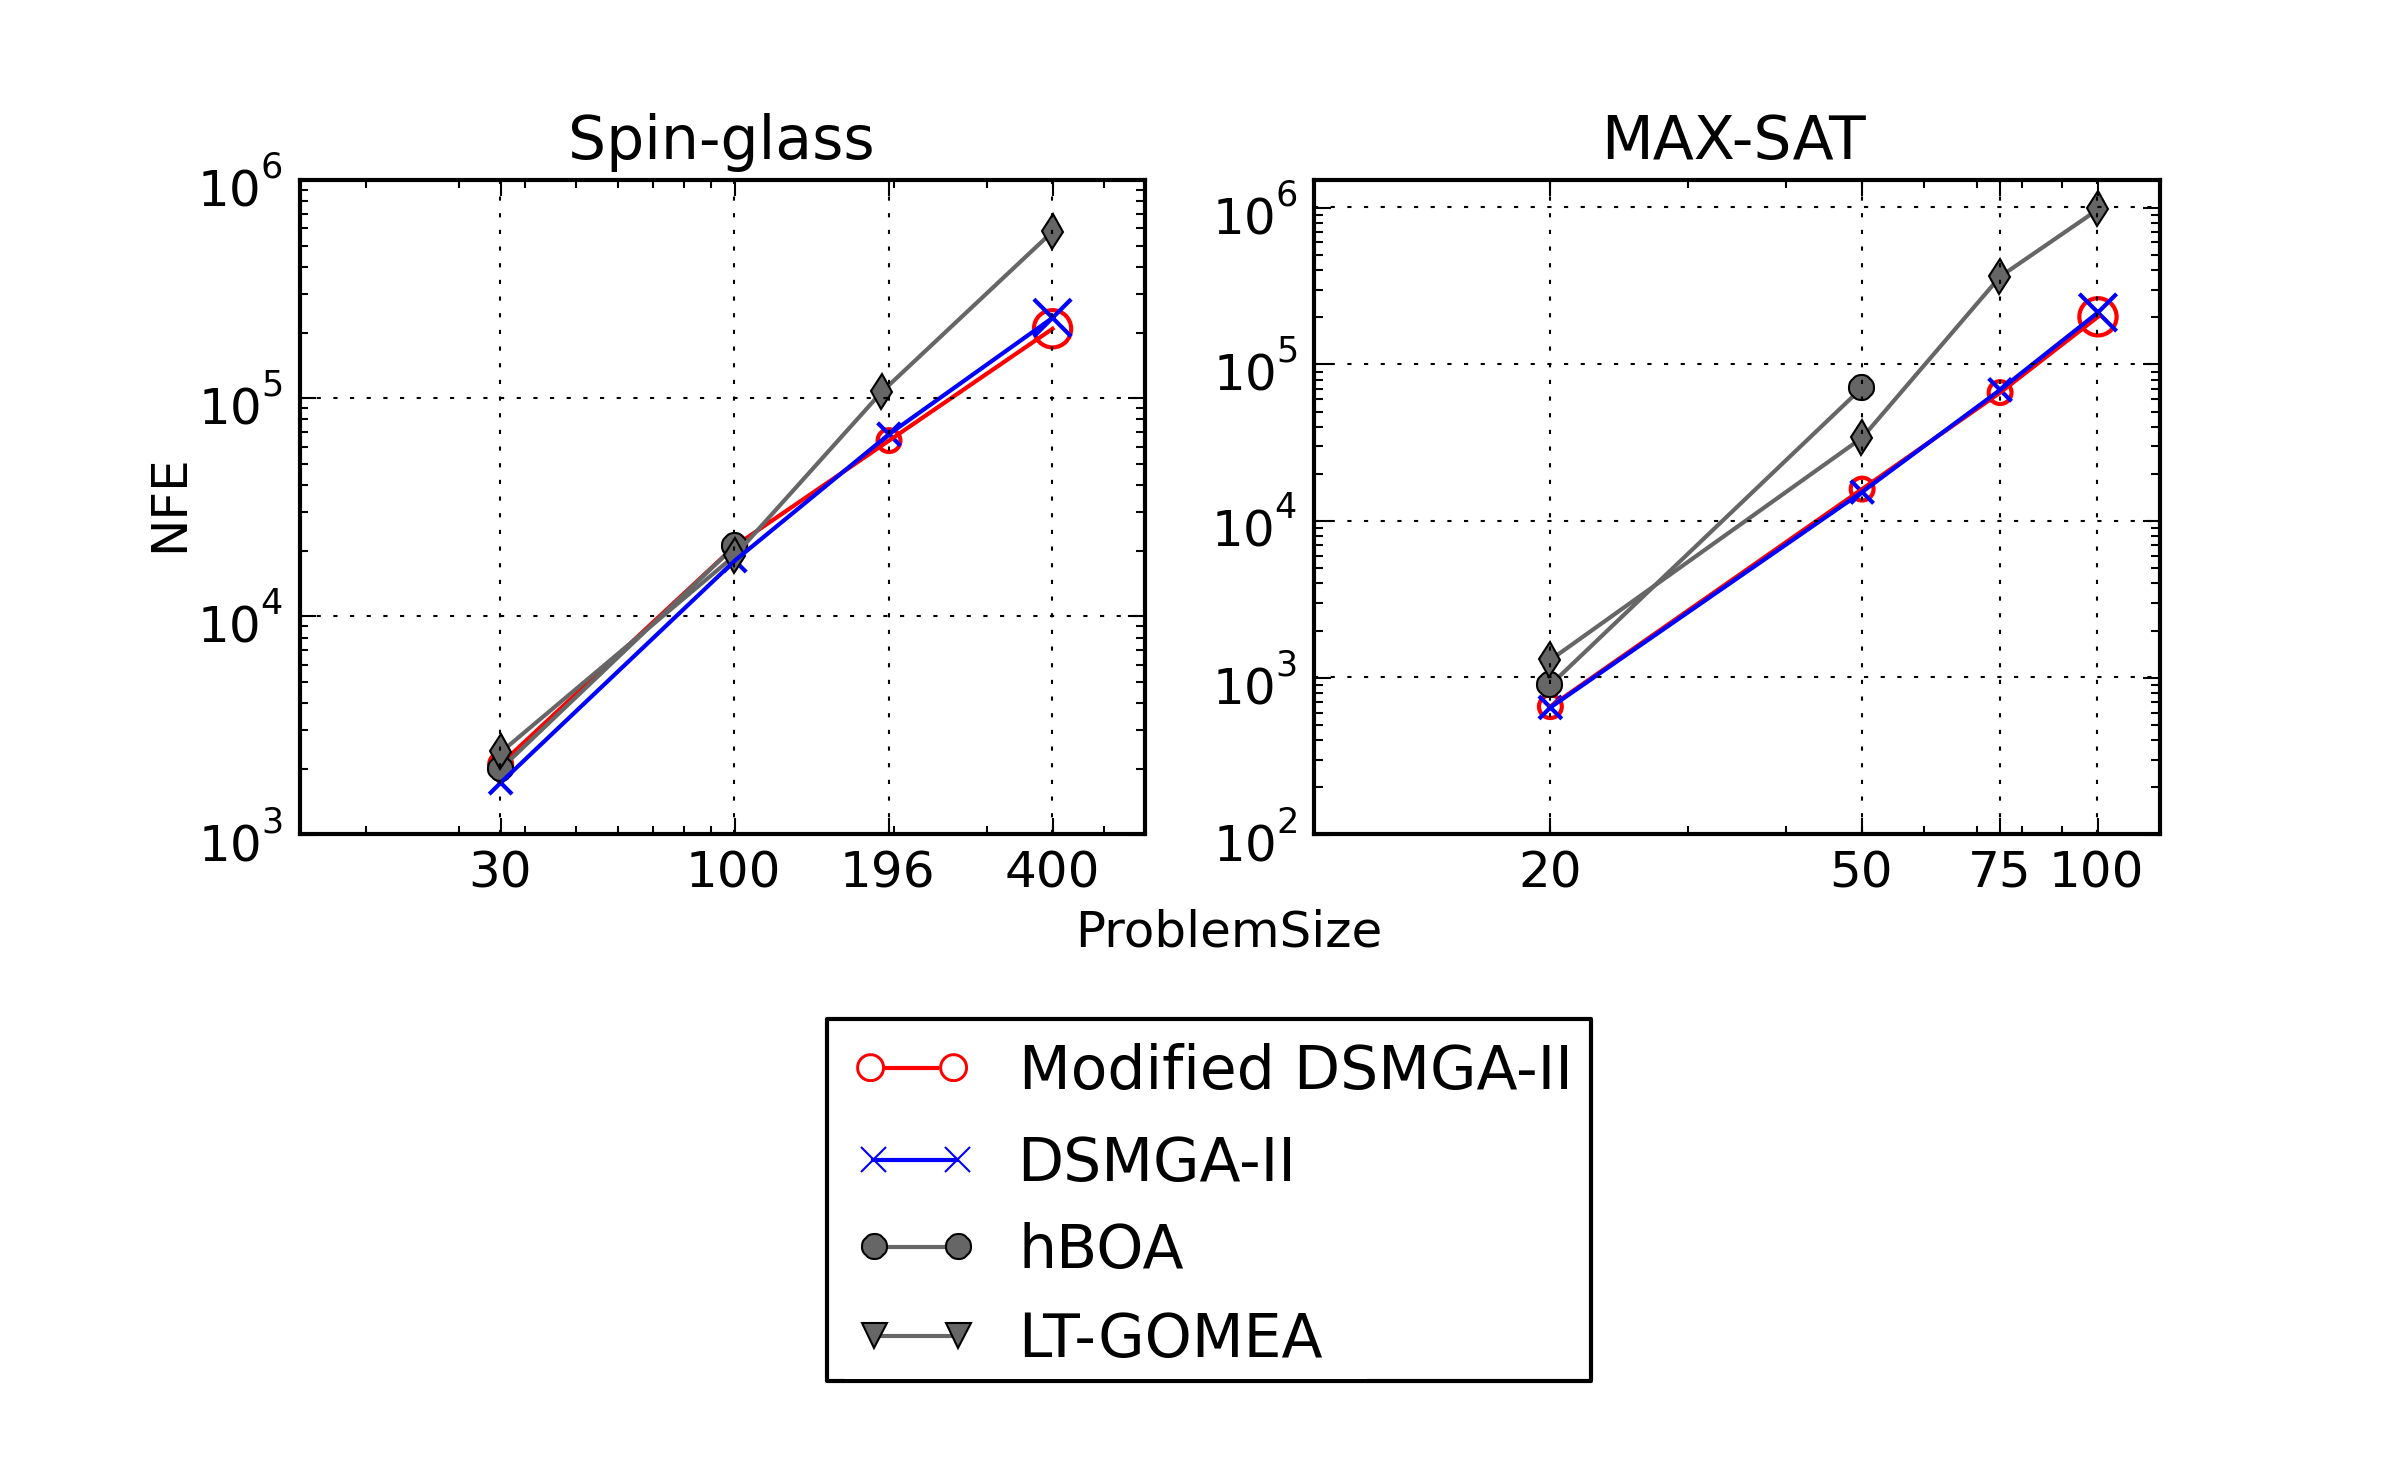 Spin-glass
MAX-SAT
10^6
10^5
10^4
10^3
NFE
30 100 196 400
10^6
10^5
10^4
10^3
10^2
20 50 75 100
ProblemSize
Modified DSMGA-II
DSMGA-II
hBOA
LT-GOMEA